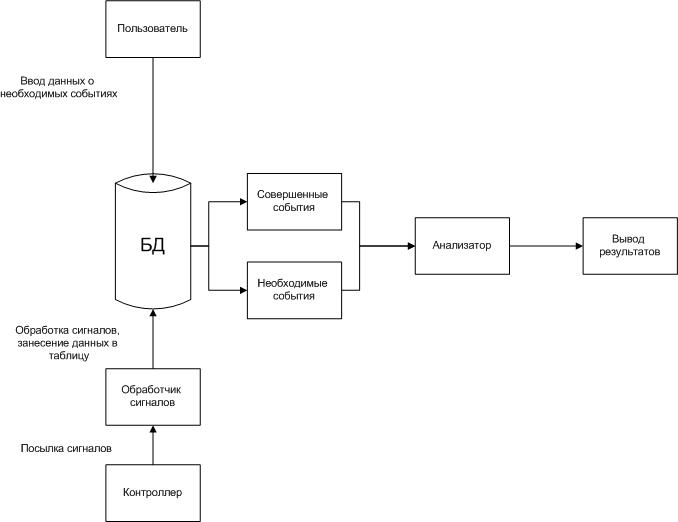 Пользователь
Ввод данных о
необходимых событиях
Совершенные
события
БД
Анализатор
Вывод
результатов
Необходимые
события
Обработка сигналов,
занесение данных в
таблицу
Обработчик
сигналов
Посылка сигналов
Контроллер